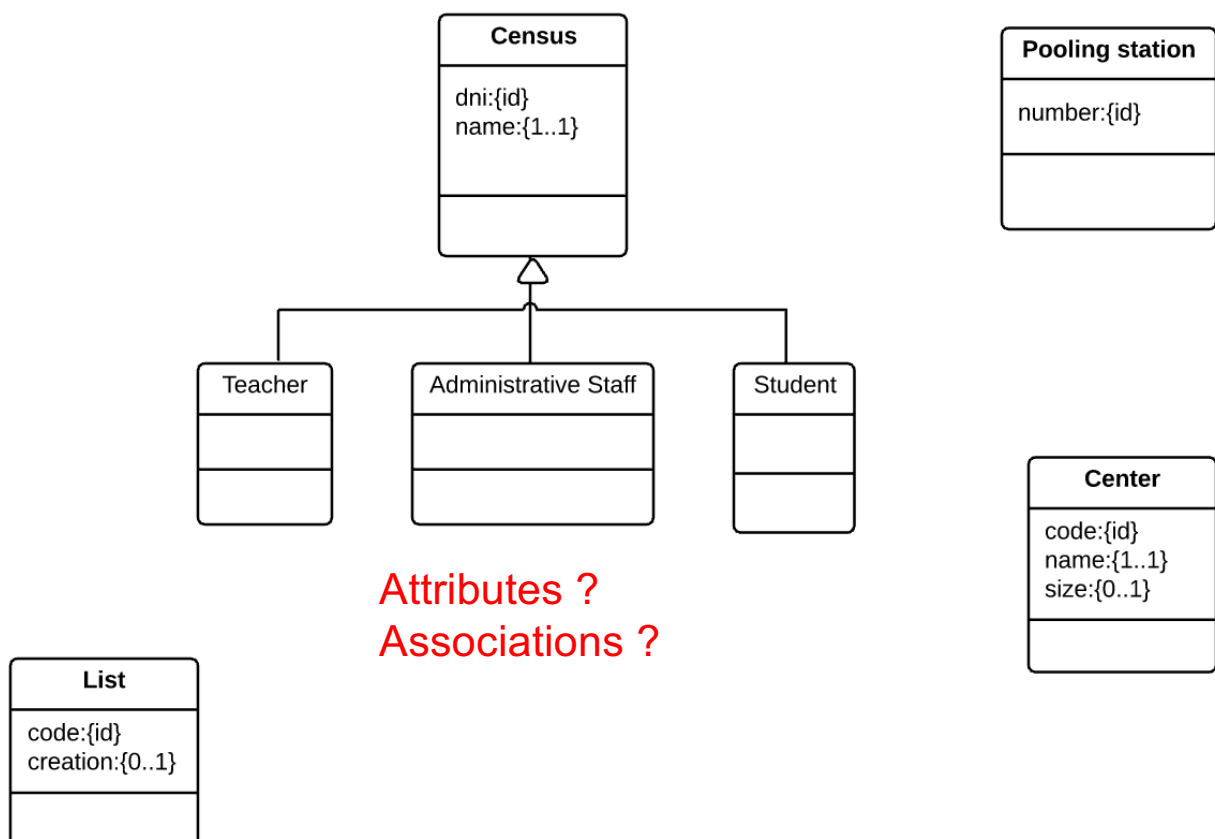 Census
dni:{id}
name:{1..1}
Pooling station
number:{id}
Teacher
Administrative Staff
Student
Center
code:{id}
name:{1..1}
size:{0..1}
Attributes ?
Associations ?
List
code:{id}
creation:{0..1}